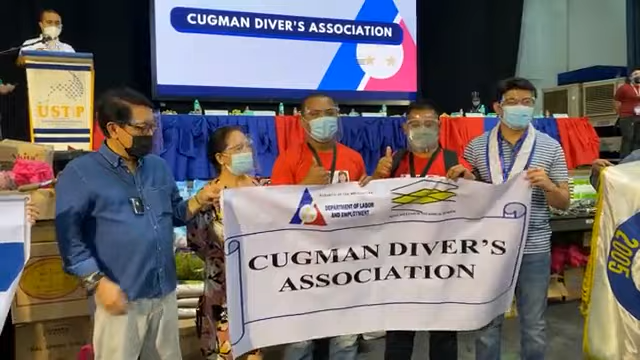 CUGMAN DIVER'S ASSOCIATION
USTP
DEPARTMENT OF LABOR
AND EMPLOYMENT
CUGMAN DIVER'S
ASSOCIATION
2005